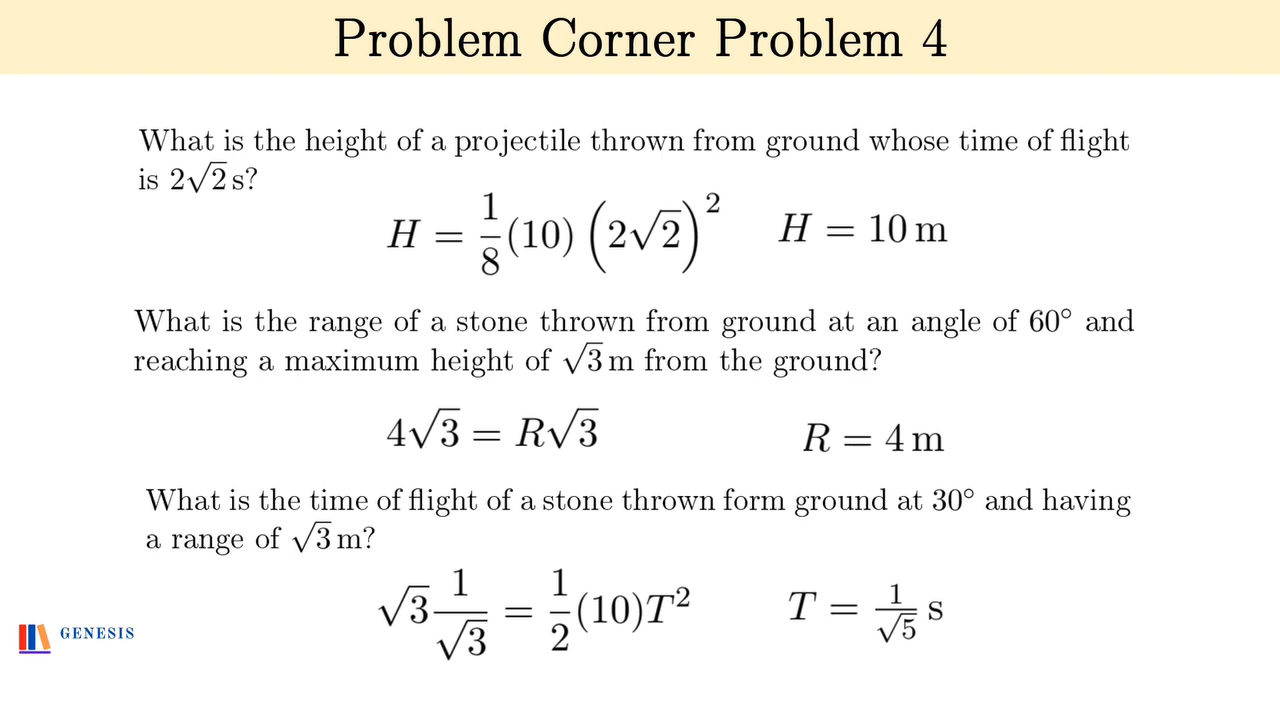 Problem Corner Problem 4
What is the height of a projectile thrown from ground whose time of flight
is 2√2 s?
H = 1/8 (10) (2√2)² H = 10 m
What is the range of a stone thrown from ground at an angle of 60° and
reaching a maximum height of √3 m from the ground?
4√3 = R√3 R = 4 m
What is the time of flight of a stone thrown form ground at 30° and having
a range of √3 m?
√3 1/√3 = 1/2 (10)T² T = 1/√5 s
GENESIS